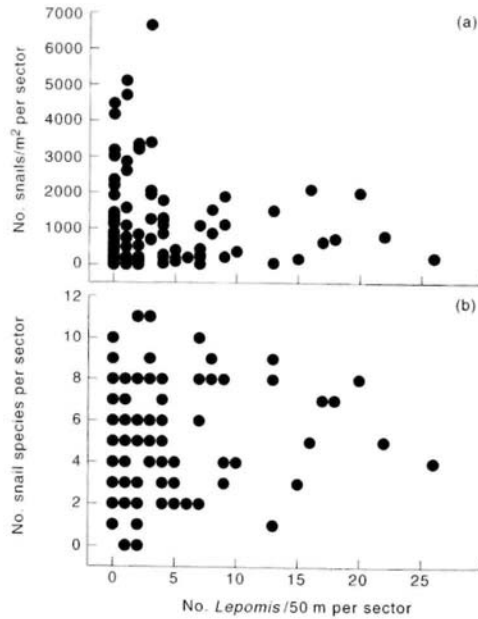 (a)
7000
6000
5000
4000
3000
2000
1000
0
No. snails/m² per sector
(b)
12
10
8
6
4
2
0
No. snail species per sector
0 5 10 15 20 25
No. Lepomis/50 m per sector